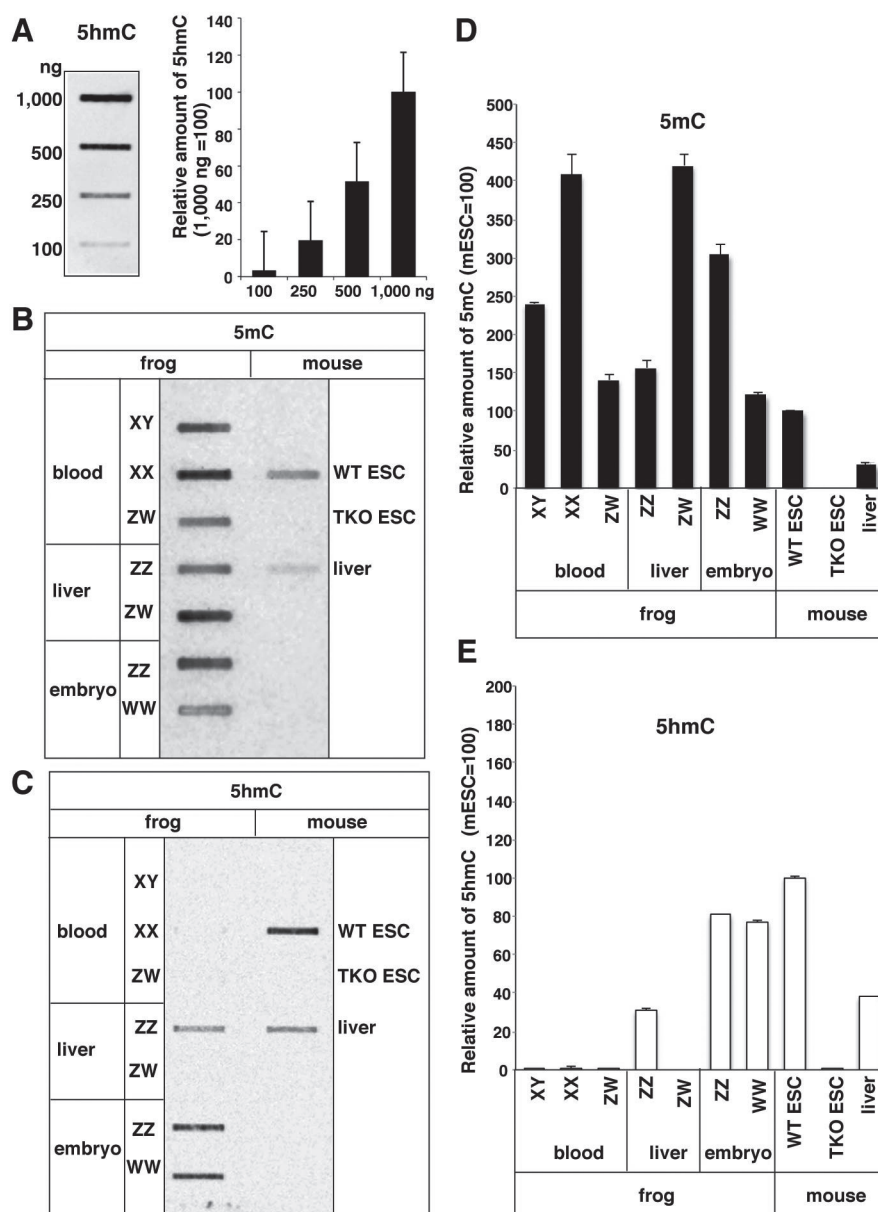 A
5hmC
ng
1,000
500
250
100
Relative amount of 5hmC
(1,000 ng =100)
140
120
100
80
60
40
20
0
100 250 500 1,000 ng
B
5mC
frog mouse
blood
XY
XX
ZW
liver
ZZ
ZW
embryo
ZZ
WW
WT ESC
TKO ESC
liver
C
5hmC
frog mouse
blood
XY
XX
ZW
liver
ZZ
ZW
embryo
ZZ
WW
WT ESC
TKO ESC
liver
D
5mC
Relative amount of 5mC (mESC=100)
500
450
400
350
300
250
200
150
100
50
0
XY XX ZW ZZ ZW ZZ WW WT ESC TKO ESC liver
blood liver embryo
frog mouse
E
5hmC
Relative amount of 5hmC (mESC=100)
200
180
160
140
120
100
80
60
40
20
0
XY XX ZW ZZ ZW ZZ WW WT ESC TKO ESC liver
blood liver embryo
frog mouse